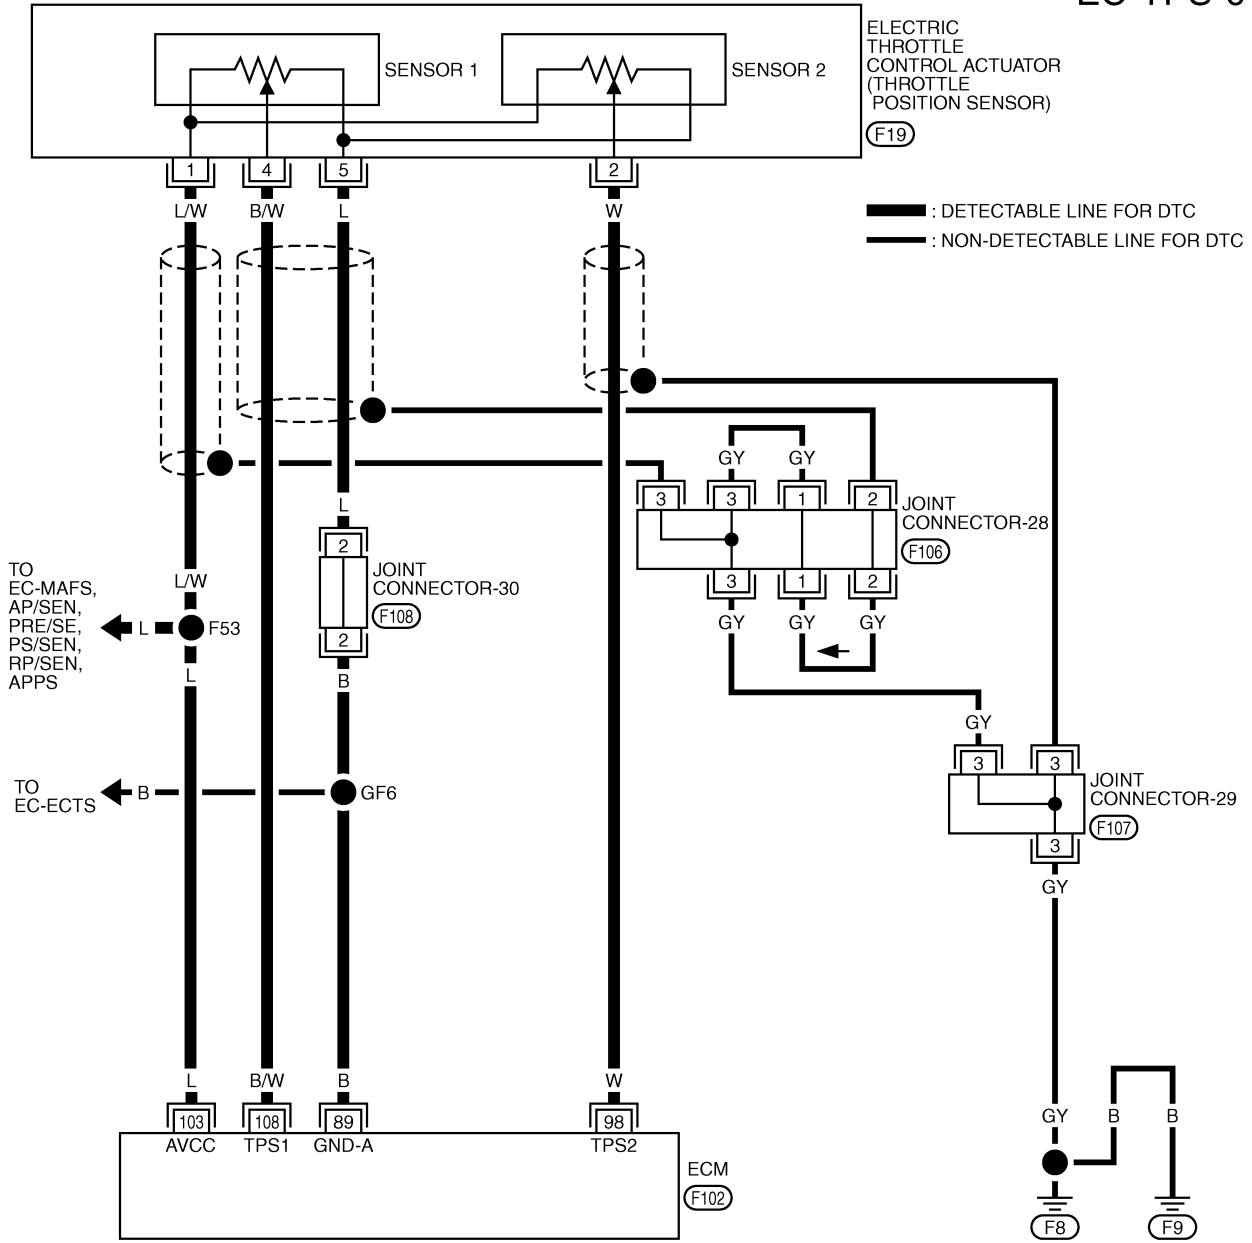 ELECTRIC
THROTTLE
CONTROL ACTUATOR
(THROTTLE
POSITION SENSOR)
F19
SENSOR 1
SENSOR 2
1
4
5
2
L/W
B/W
L
W
: DETECTABLE LINE FOR DTC
: NON-DETECTABLE LINE FOR DTC
GY
GY
3
3
1
2
JOINT
CONNECTOR-28
F106
3
1
2
GY
GY
GY
L
2
JOINT
CONNECTOR-30
F108
2
B
TO
EC-MAFS,
AP/SEN,
PRE/SE,
PS/SEN,
RP/SEN,
APPS
L/W
L
F53
L
GY
3
3
JOINT
CONNECTOR-29
F107
3
GY
TO
EC-ECTS
B
GF6
L
B/W
B
W
103
108
89
98
AVCC
TPS1
GND-A
TPS2
ECM
F102
GY
B
B
F8
F9